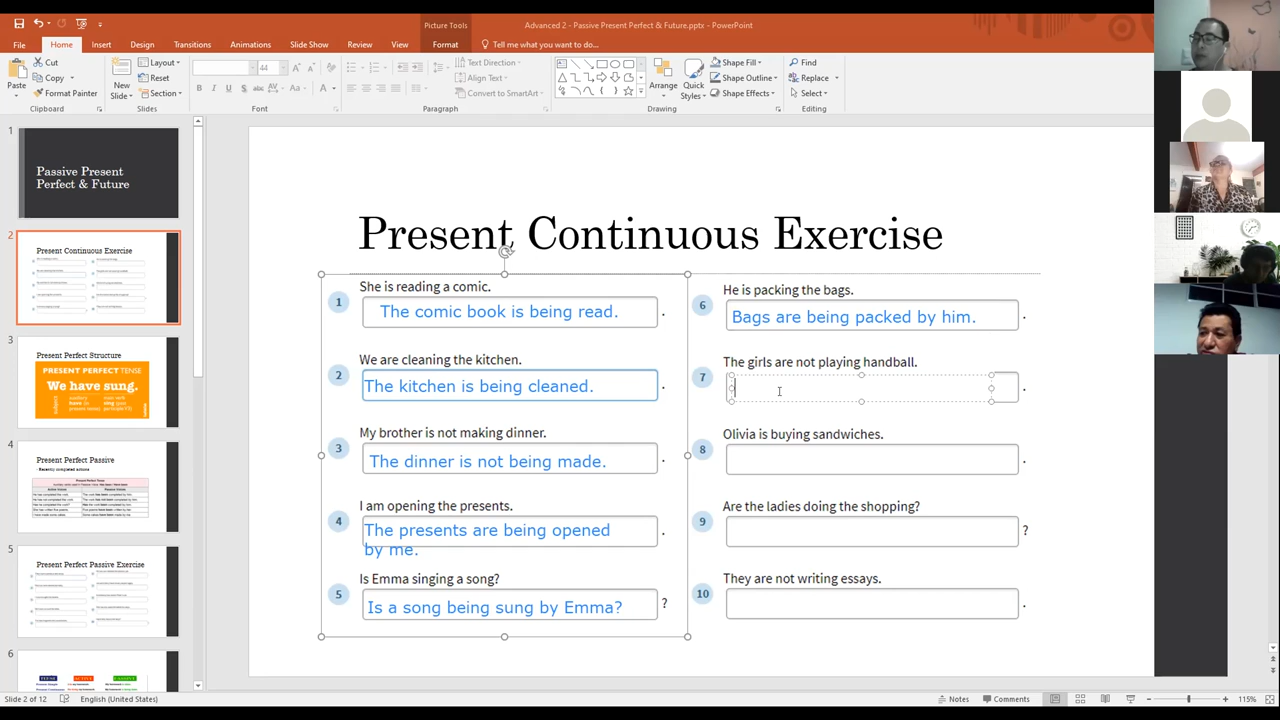 Picture Tools
Advanced 2 - Passive Present Perfect & Future.pptx - PowerPoint
File
Home
Insert
Design
Transitions
Animations
Slide Show
Review
View
Format
Tell me what you want to do...
Paste
Cut
Copy
Format Painter
Clipboard
New
Slide
Layout
Reset
Section
Slides
44
Font
Text Direction
Align Text
Convert to SmartArt
Paragraph
Arrange
Quick
Styles
Shape Fill
Shape Outline
Shape Effects
Drawing
Find
Replace
Select
Editing
1
Passive Present
Perfect & Future
2
Present Continuous Exercise
3
Present Perfect Structure
PRESENT PERFECT TENSE
We have sung.
4
Present Perfect Passive
5
Present Perfect Passive Exercise
6
Present Continuous Exercise
1
She is reading a comic.
The comic book is being read.
.
2
We are cleaning the kitchen.
The kitchen is being cleaned.
.
3
My brother is not making dinner.
The dinner is not being made.
.
4
I am opening the presents.
The presents are being opened
by me.
.
5
Is Emma singing a song?
Is a song being sung by Emma?
?
6
He is packing the bags.
Bags are being packed by him.
.
7
The girls are not playing handball.
.
8
Olivia is buying sandwiches.
.
9
Are the ladies doing the shopping?
?
10
They are not writing essays.
.
Slide 2 of 12
English (United States)
Notes
Comments
115%